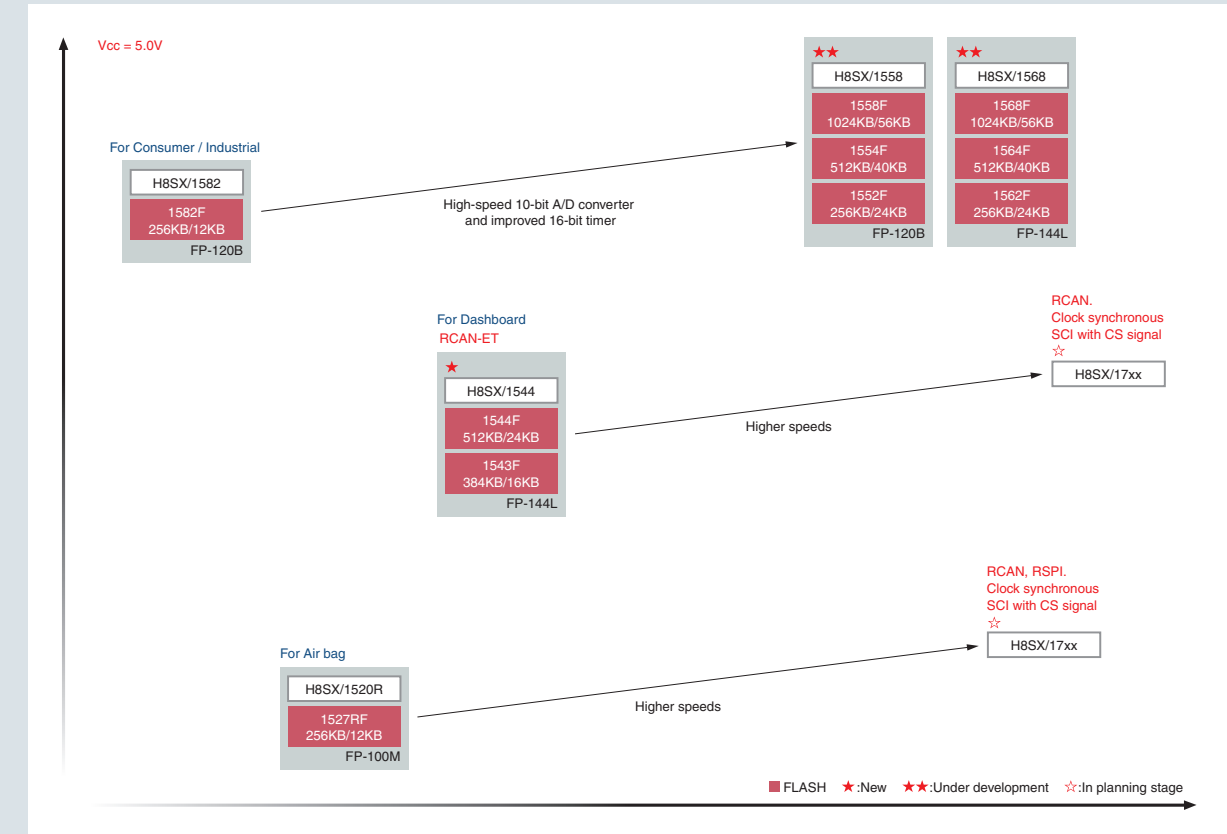 Vcc = 5.0V
For Consumer / Industrial
H8SX/1582
1582F
256KB/12KB
FP-120B
High-speed 10-bit A/D converter
and improved 16-bit timer
★★
H8SX/1558
1558F
1024KB/56KB
1554F
512KB/40KB
1552F
256KB/24KB
FP-120B
★★
H8SX/1568
1568F
1024KB/56KB
1564F
512KB/40KB
1562F
256KB/24KB
FP-144L
For Dashboard
RCAN-ET
★
H8SX/1544
1544F
512KB/24KB
1543F
384KB/16KB
FP-144L
Higher speeds
RCAN.
Clock synchronous
SCI with CS signal
☆
H8SX/17xx
For Air bag
H8SX/1520R
1527RF
256KB/12KB
FP-100M
Higher speeds
RCAN, RSPI.
Clock synchronous
SCI with CS signal
☆
H8SX/17xx
FLASH ★:New ★★:Under development ☆:In planning stage